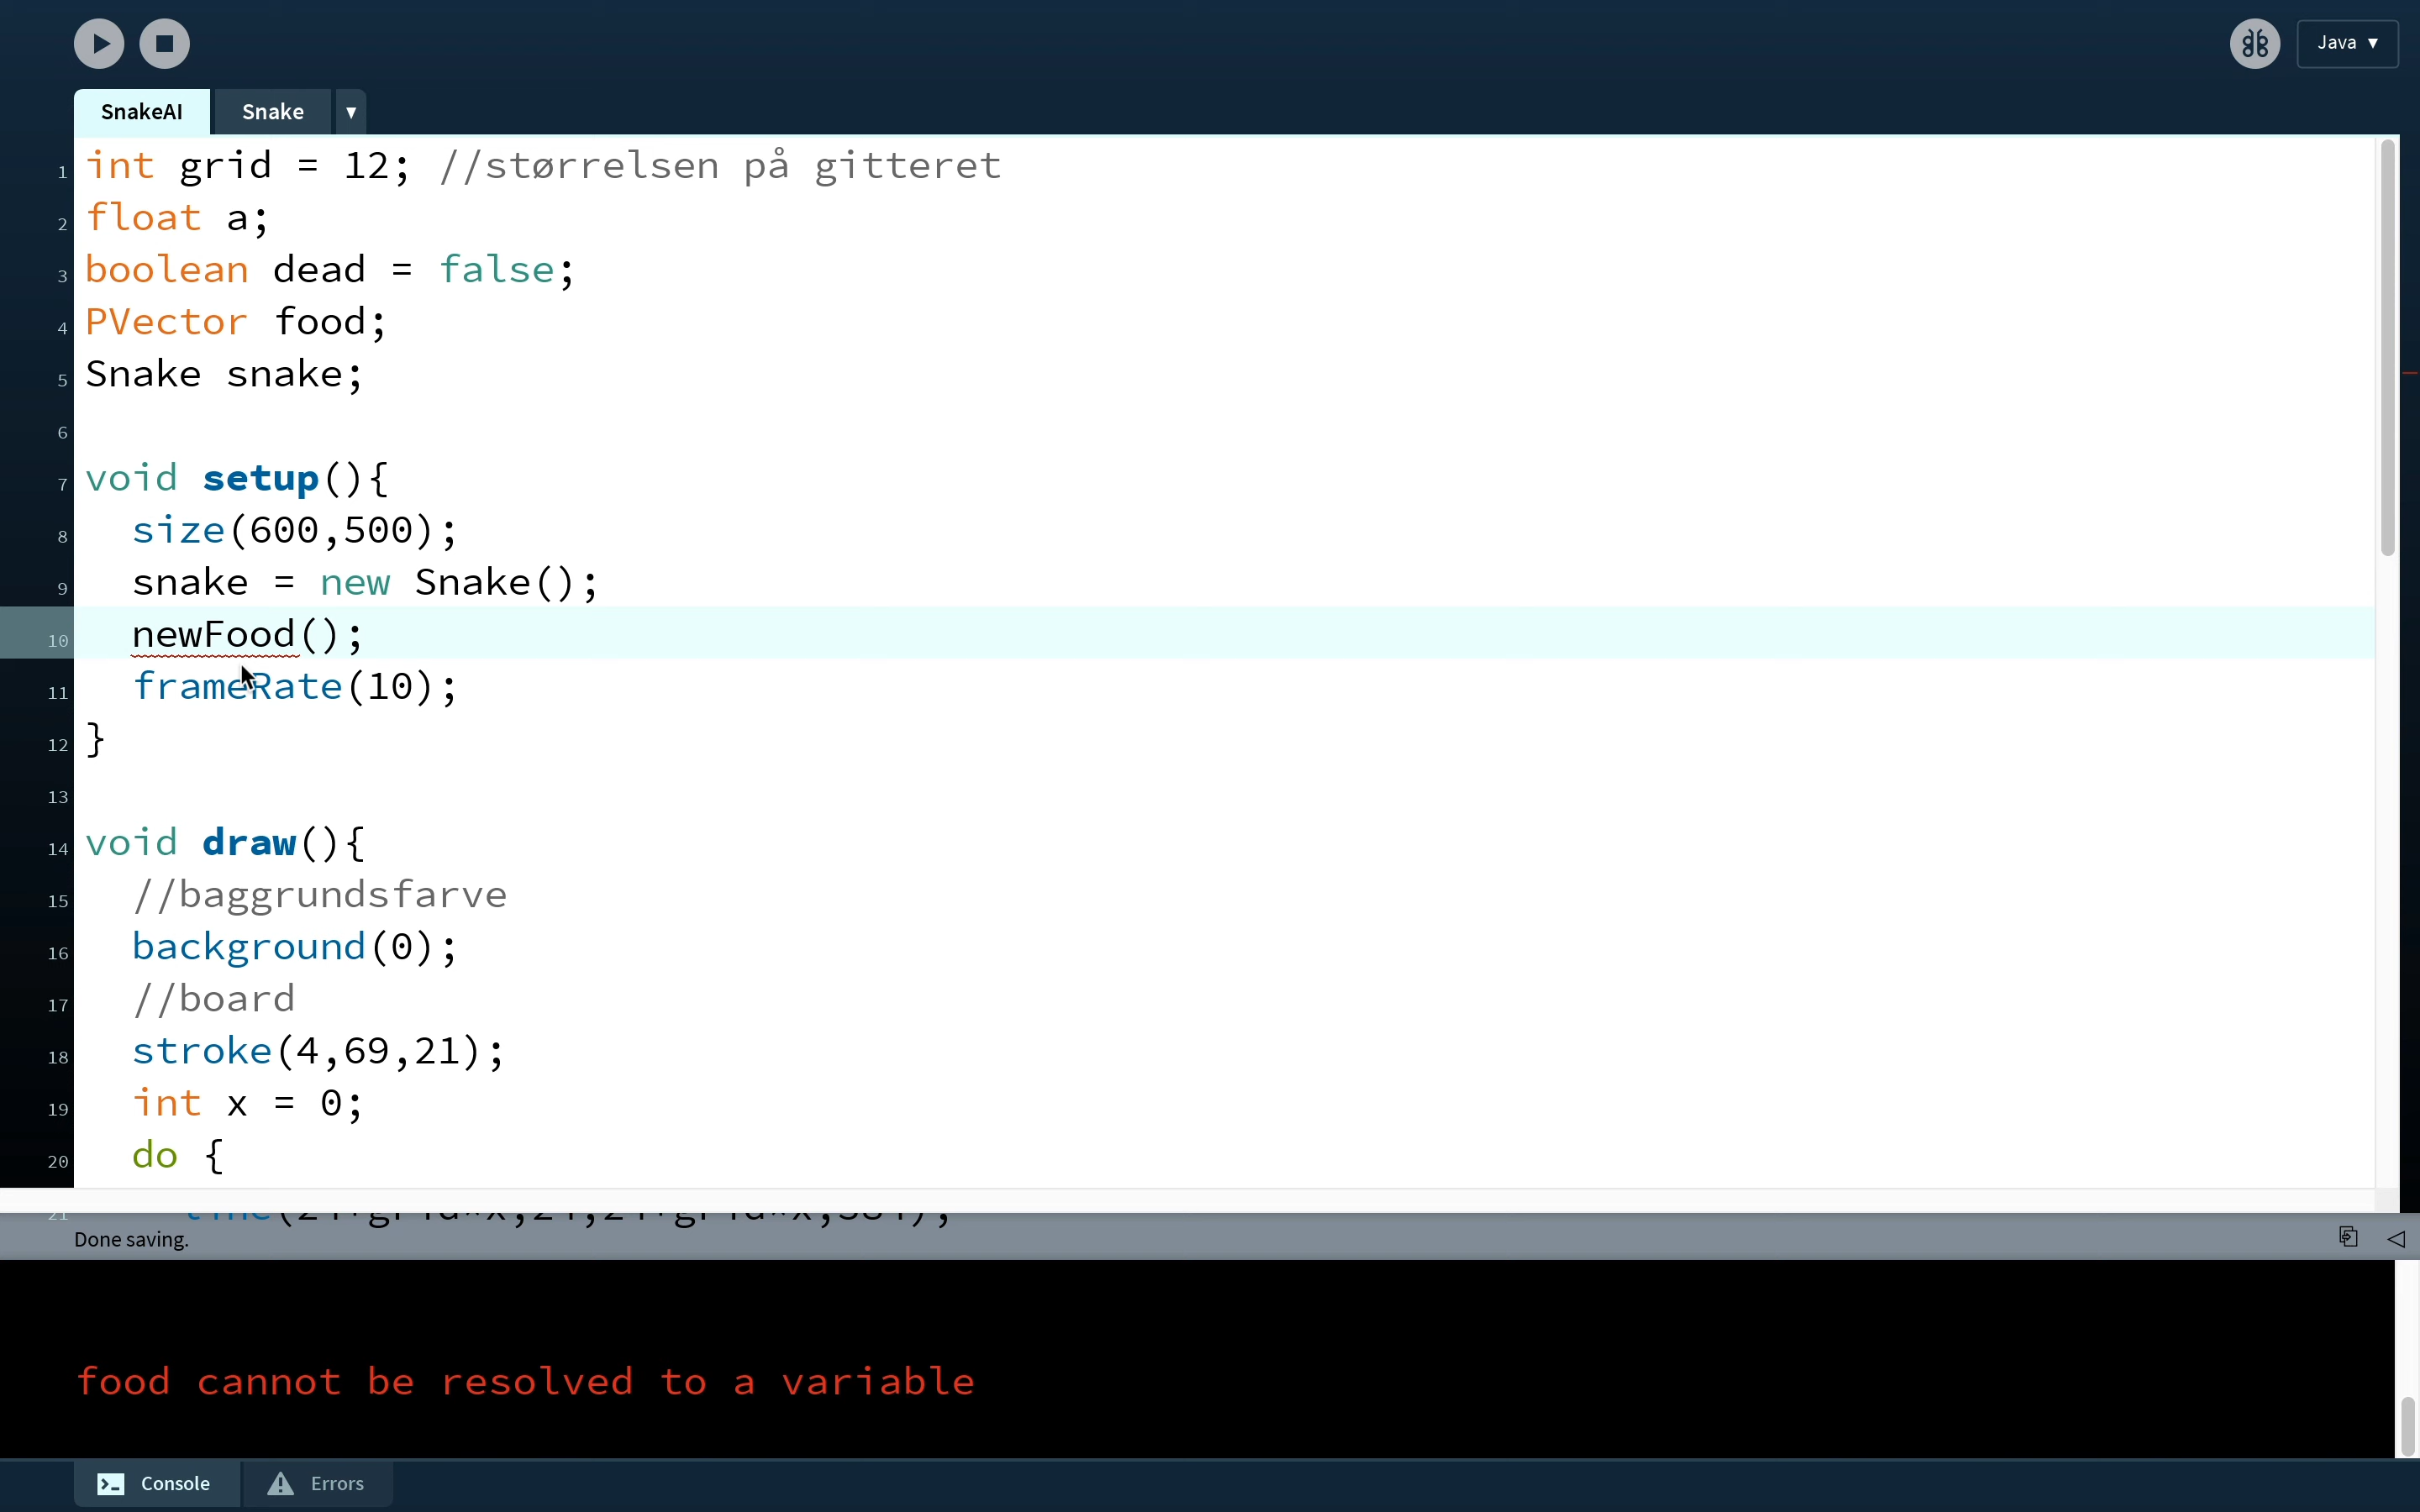 Java ▼
SnakeAI Snake ▼
1 int grid = 12; //størrelsen på gitteret
2 float a;
3 boolean dead = false;
4 PVector food;
5 Snake snake;
6
7 void setup(){
8 size(600,500);
9 snake = new Snake();
10 newFood();
11 frameRate(10);
12 }
13
14 void draw(){
15 //baggrundsfarve
16 background(0);
17 //board
18 stroke(4,69,21);
19 int x = 0;
20 do {
21
Done saving.
food cannot be resolved to a variable
Console Errors